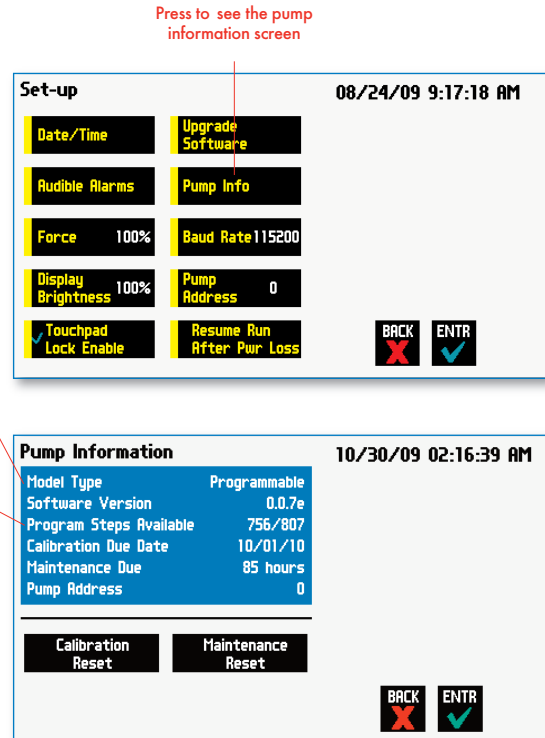 Press to see the pump
information screen
Set-up
08/24/09 9:17:18 AM
Date/Time
Upgrade
Software
Audible Alarms
Pump Info
Force 100%
Baud Rate 115200
Display
Brightness 100%
Pump
Address 0
Touchpad
Lock Enable
Resume Run
After Pwr Loss
BACK ENTR
Pump Information
10/30/09 02:16:39 AM
Model Type Programmable
Software Version 0.0.7e
Program Steps Available 756/807
Calibration Due Date 10/01/10
Maintenance Due 85 hours
Pump Address 0
Calibration
Reset
Maintenance
Reset
BACK ENTR